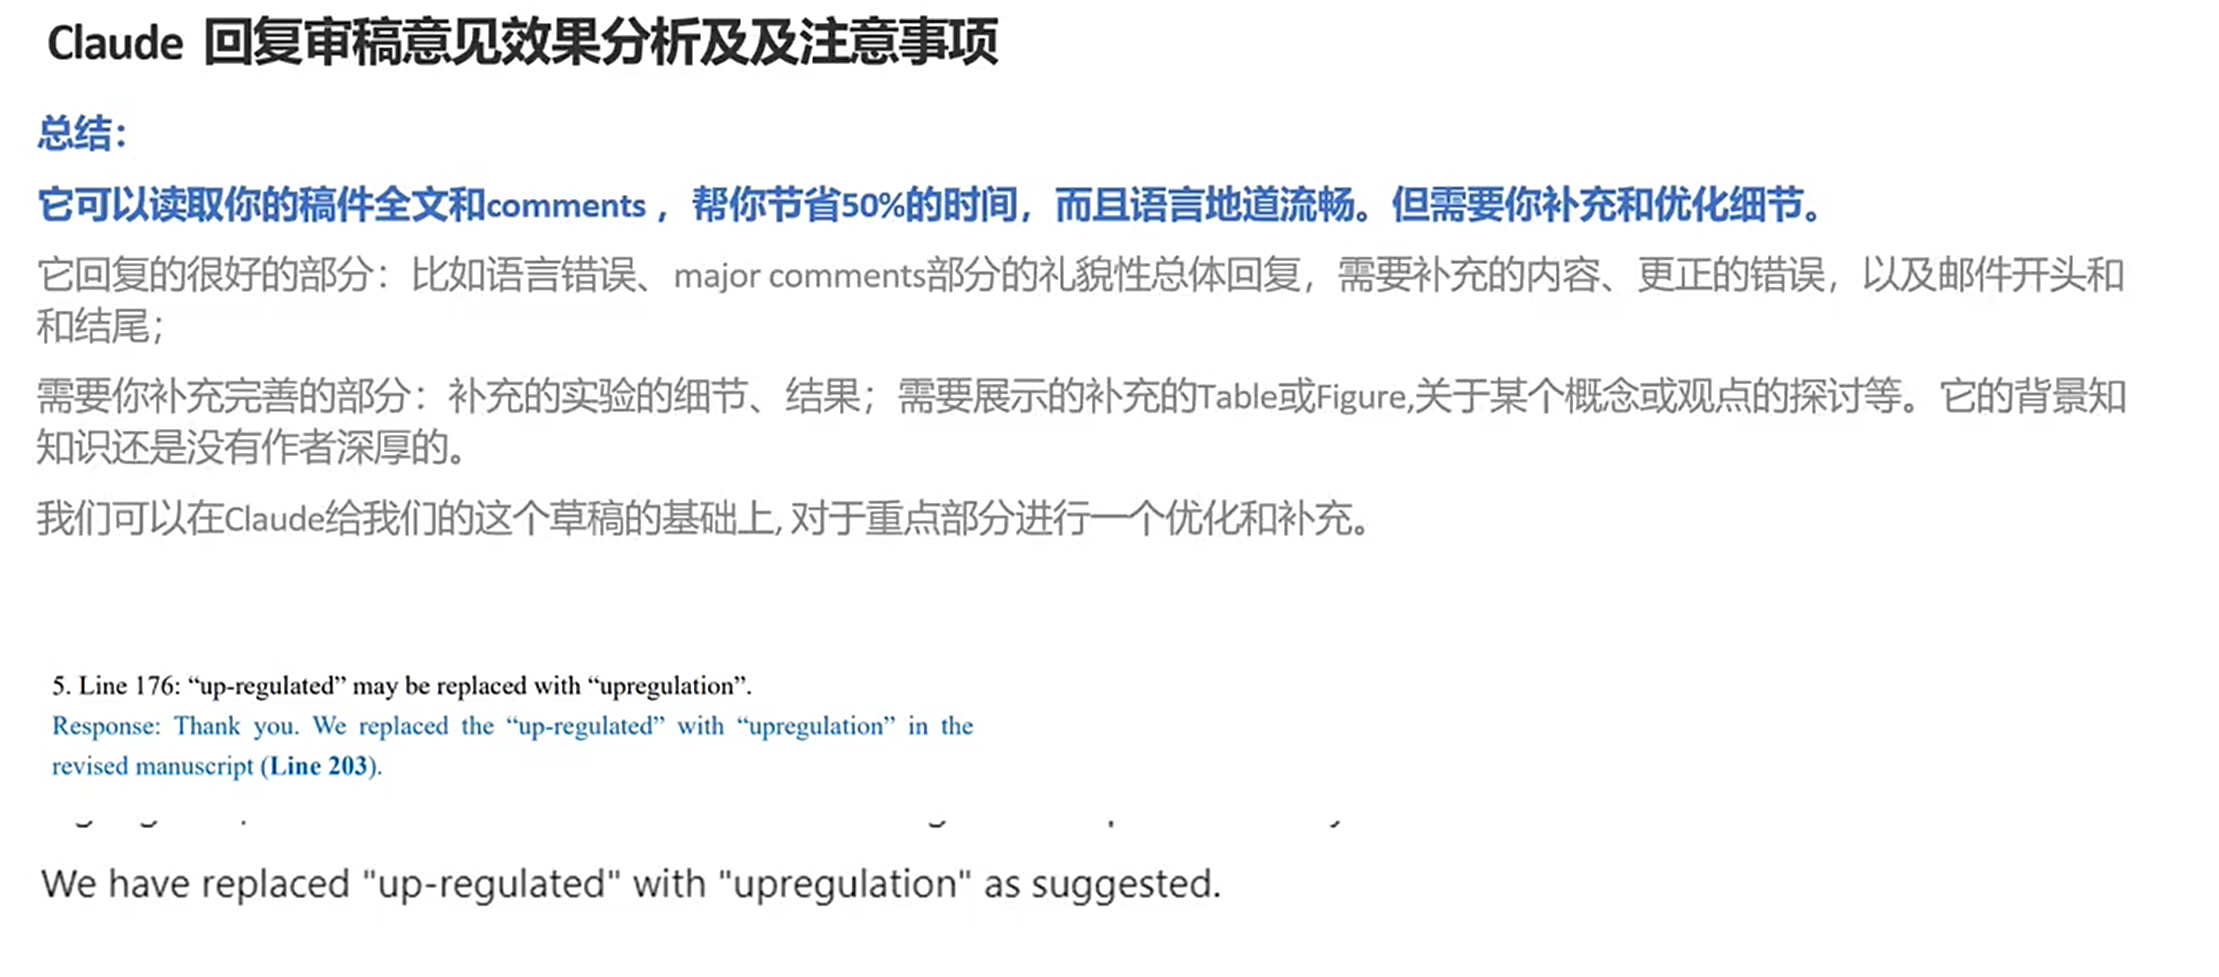 Claude 回复审稿意见效果分析及及注意事项
总结：
它可以读取你的稿件全文和comments，帮你节省50%的时间，而且语言地道流畅。但需要你补充和优化细节。
它回复的很好的部分：比如语言错误、major comments部分的礼貌性总体回复，需要补充的内容、更正的错误，以及邮件开头和
和结尾；
需要你补充完善的部分：补充的实验的细节、结果；需要展示的补充的Table或Figure,关于某个概念或观点的探讨等。它的背景知
知识还是没有作者深厚的。
我们可以在Claude给我们的这个草稿的基础上,对于重点部分进行一个优化和补充。
5. Line 176: “up-regulated” may be replaced with “upregulation”.
Response: Thank you. We replaced the “up-regulated” with “upregulation” in the
revised manuscript (Line 203).
We have replaced "up-regulated" with "upregulation" as suggested.